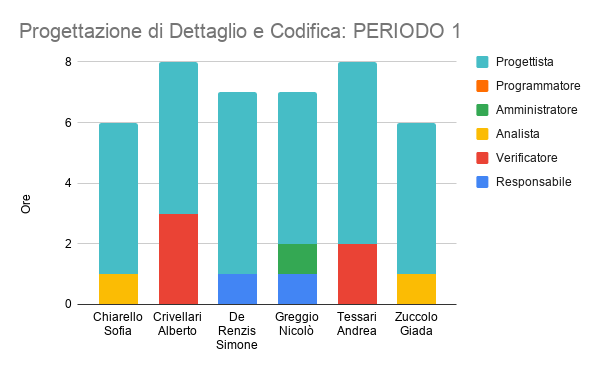 Progettazione di Dettaglio e Codifica: PERIODO 1
8
6
4
2
0
Ore
Chiarello
Sofia
Crivellari
Alberto
De
Renzis
Simone
Greggio
Nicolò
Tessari
Andrea
Zuccolo
Giada
Progettista
Programmatore
Amministratore
Analista
Verificatore
Responsabile